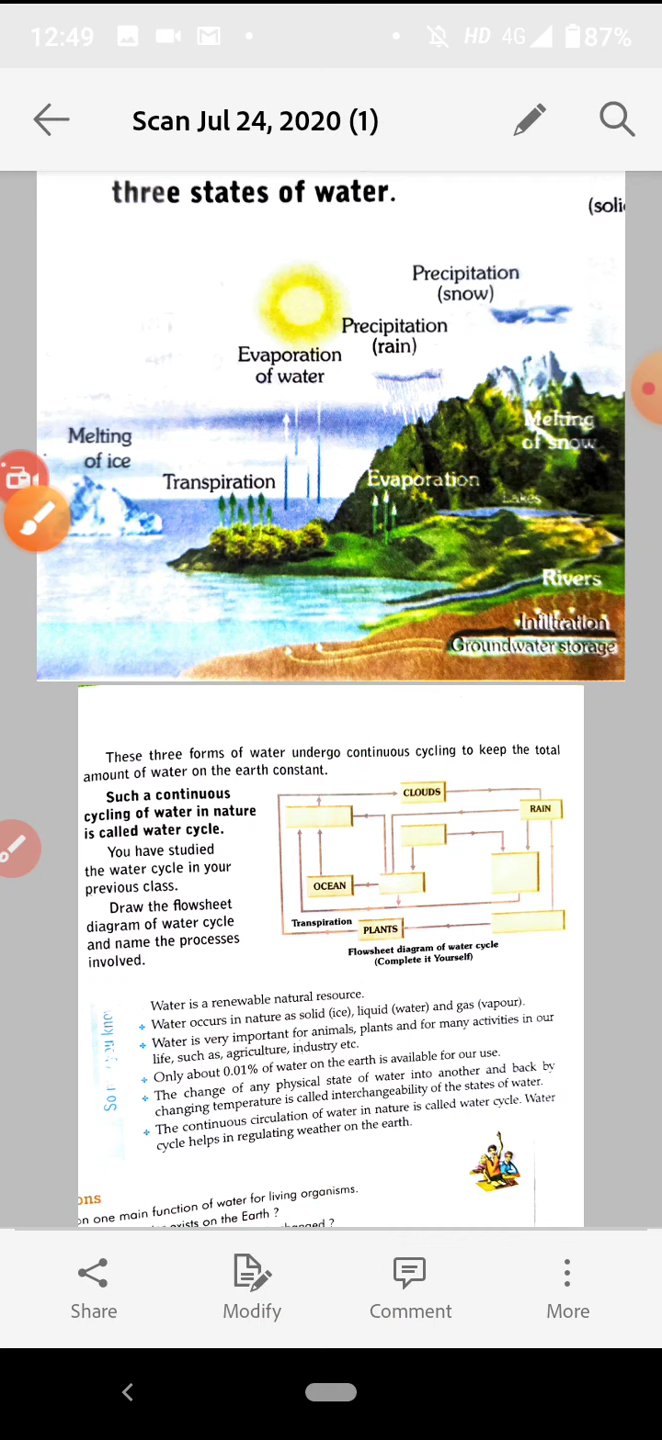 12:49
HD 4G 87%
Scan Jul 24, 2020 (1)
three states of water.
Precipitation
(snow)
Precipitation
(rain)
Evaporation
of water
Melting
of ice
Melting
of snow
Transpiration
Evaporation
Lakes
Rivers
Infiltration
Groundwater storage
These three forms of water undergo continuous cycling to keep the total
amount of water on the earth constant.
Such a continuous
cycling of water in nature
is called water cycle.
You have studied
the water cycle in your
previous class.
Draw the flowsheet
diagram of water cycle
and name the processes
involved.
CLOUDS
RAIN
OCEAN
Transpiration
PLANTS
Flowsheet diagram of water cycle
(Complete it Yourself)
Water is a renewable natural resource.
Water occurs in nature as solid (ice), liquid (water) and gas (vapour).
Water is very important for animals, plants and for many activities in our
life, such as, agriculture, industry etc.
Only about 0.01% of water on the earth is available for our use.
The change of any physical state of water into another and back by
changing temperature is called interchangeability of the states of water.
The continuous circulation of water in nature is called water cycle. Water
cycle helps in regulating weather on the earth.
So
one main function of water for living organisms.
on the Earth ?
Share
Modify
Comment
More